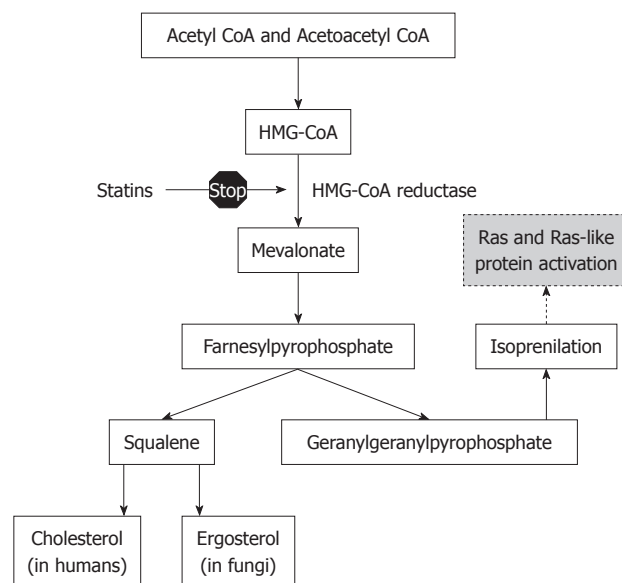 Acetyl CoA and Acetoacetyl CoA
HMG-CoA
Statins
Stop
HMG-CoA reductase
Ras and Ras-like
protein activation
Mevalonate
Farnesylpyrophosphate
Isoprenilation
Squalene
Geranylgeranylpyrophosphate
Cholesterol
(in humans)
Ergosterol
(in fungi)